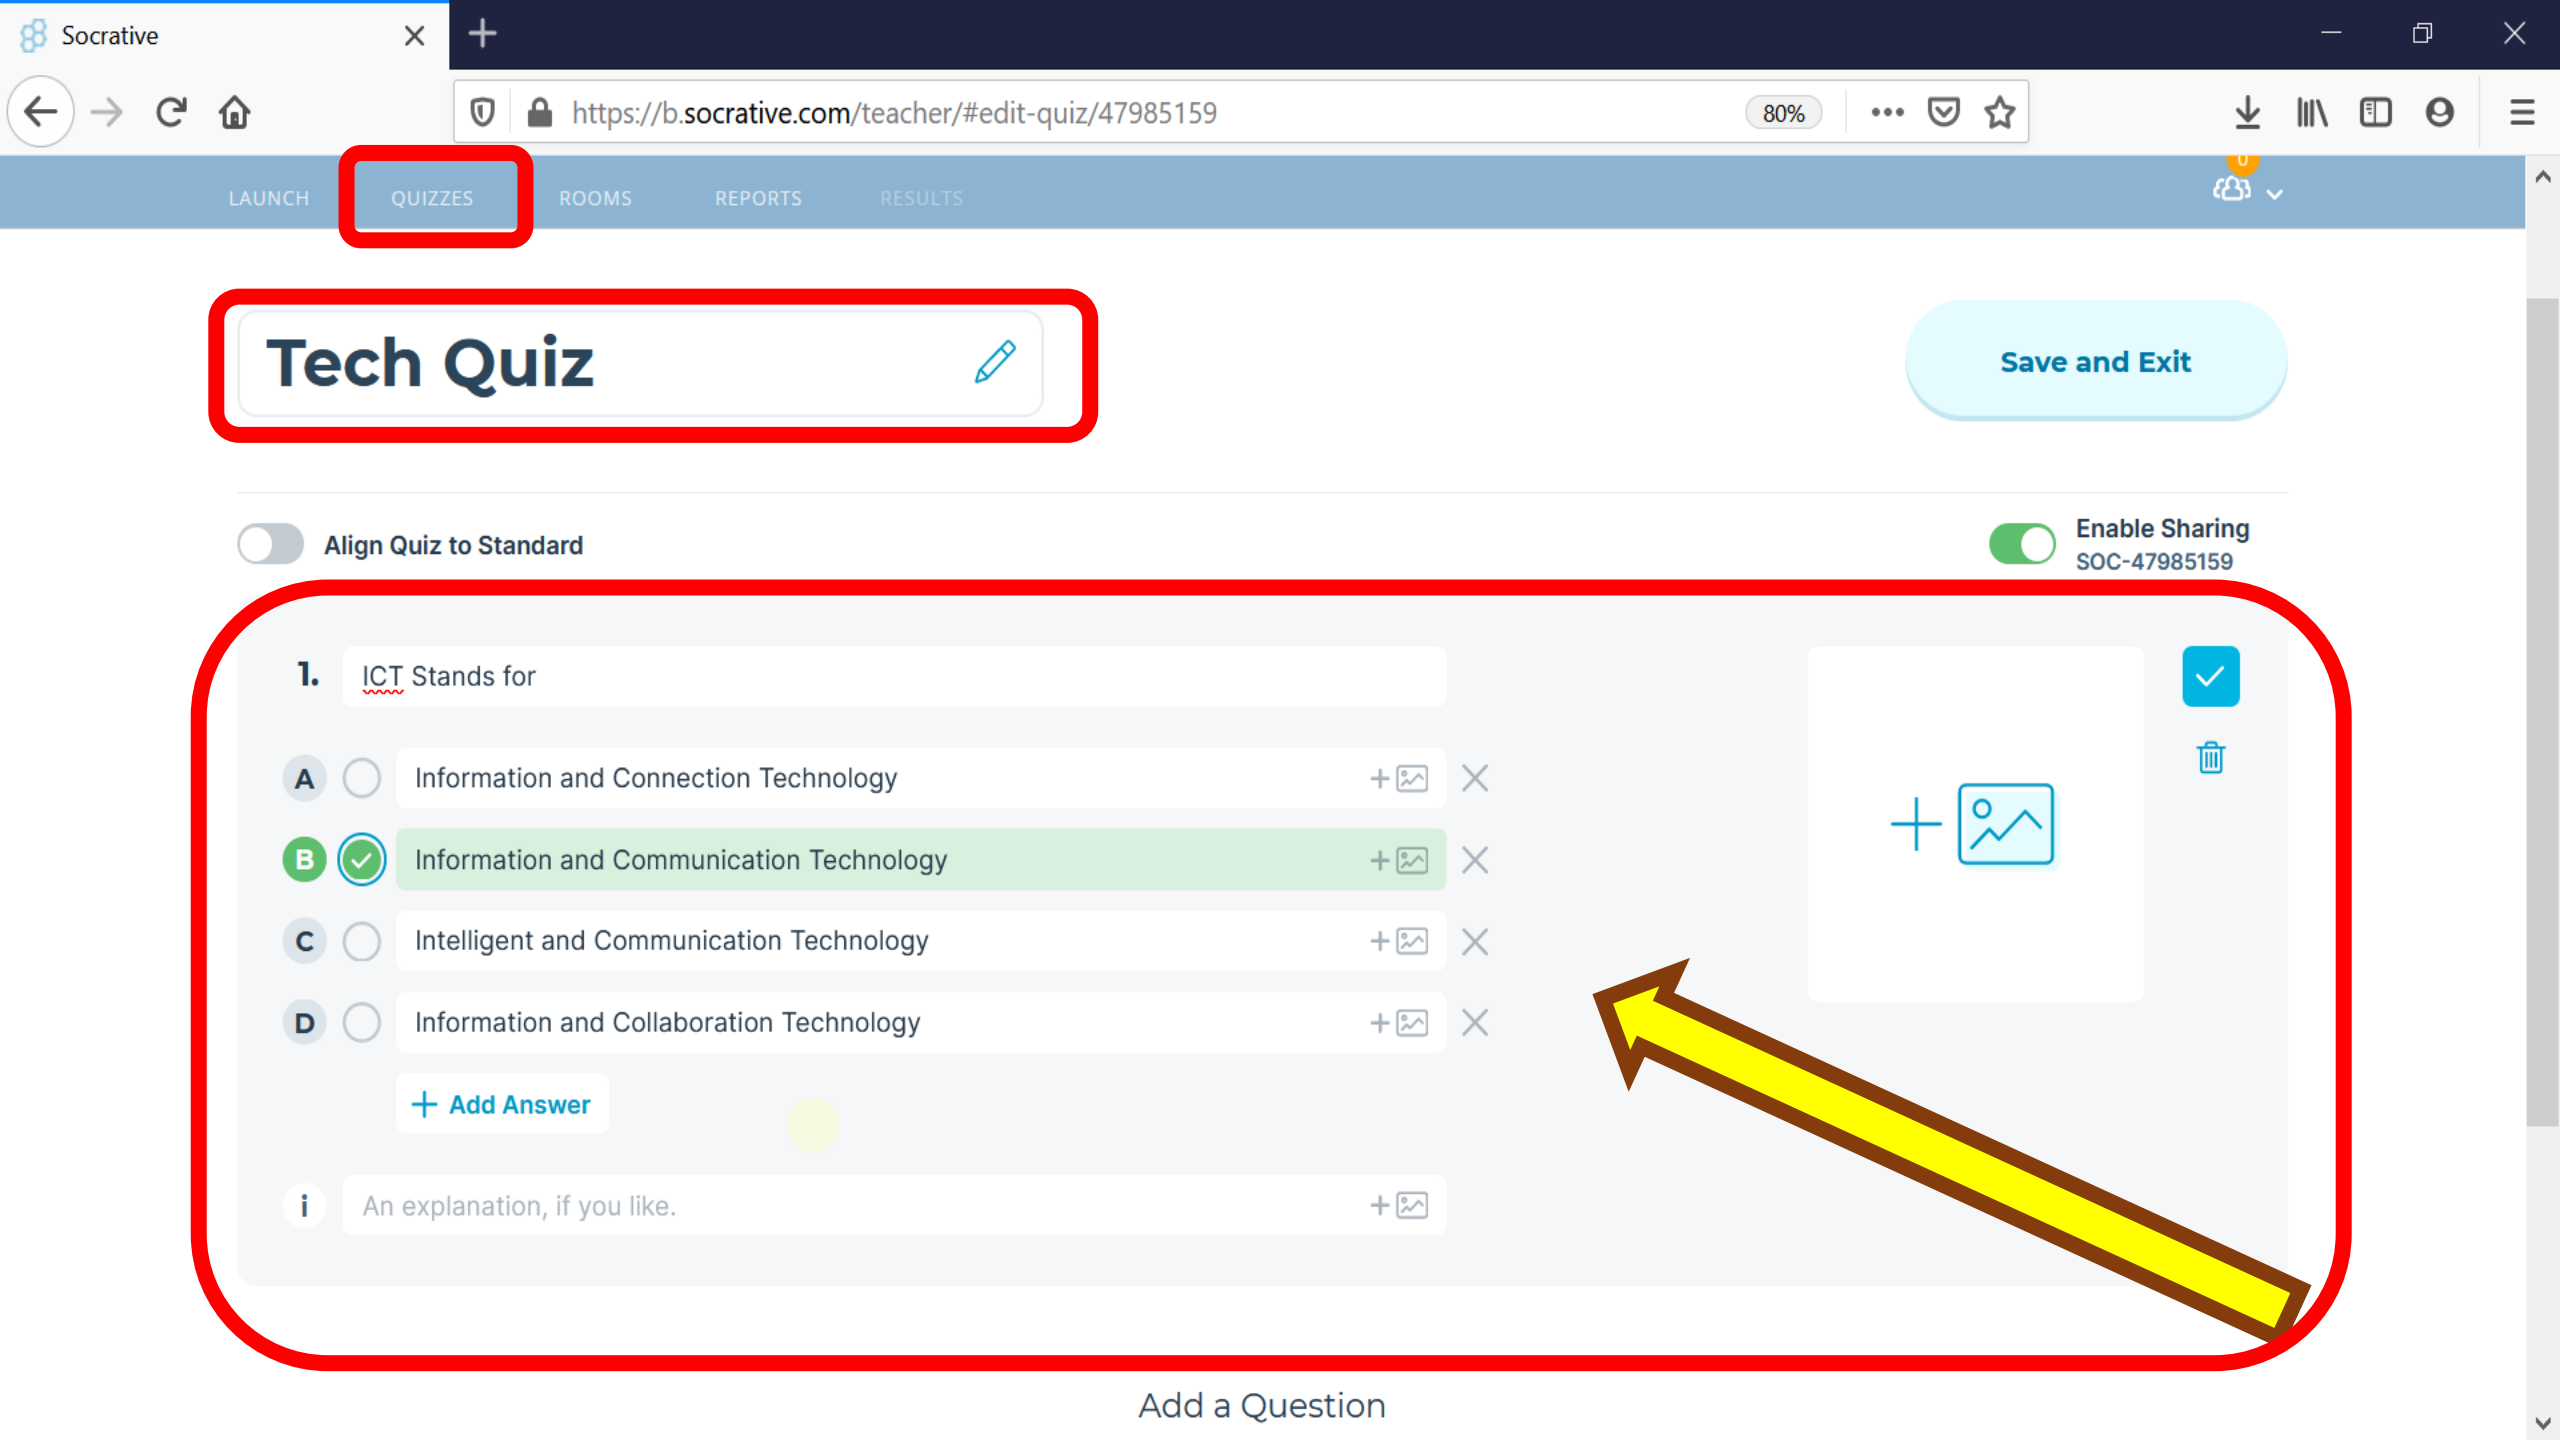 Socrative
https://b.socrative.com/teacher/#edit-quiz/47985159
80%
0
LAUNCH QUIZZES ROOMS REPORTS RESULTS
Tech Quiz
Save and Exit
Align Quiz to Standard
Enable Sharing
SOC-47985159
1. ICT Stands for
A Information and Connection Technology
B Information and Communication Technology
C Intelligent and Communication Technology
D Information and Collaboration Technology
+ Add Answer
i An explanation, if you like.
Add a Question